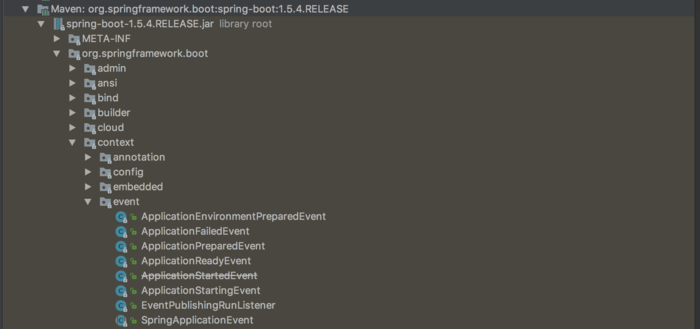 Maven: org.springframework.boot:spring-boot:1.5.4.RELEASE
spring-boot-1.5.4.RELEASE.jar library root
META-INF
org.springframework.boot
admin
ansi
bind
builder
cloud
context
annotation
config
embedded
event
ApplicationEnvironmentPreparedEvent
ApplicationFailedEvent
ApplicationPreparedEvent
ApplicationReadyEvent
ApplicationStartedEvent
ApplicationStartingEvent
EventPublishingRunListener
SpringApplicationEvent